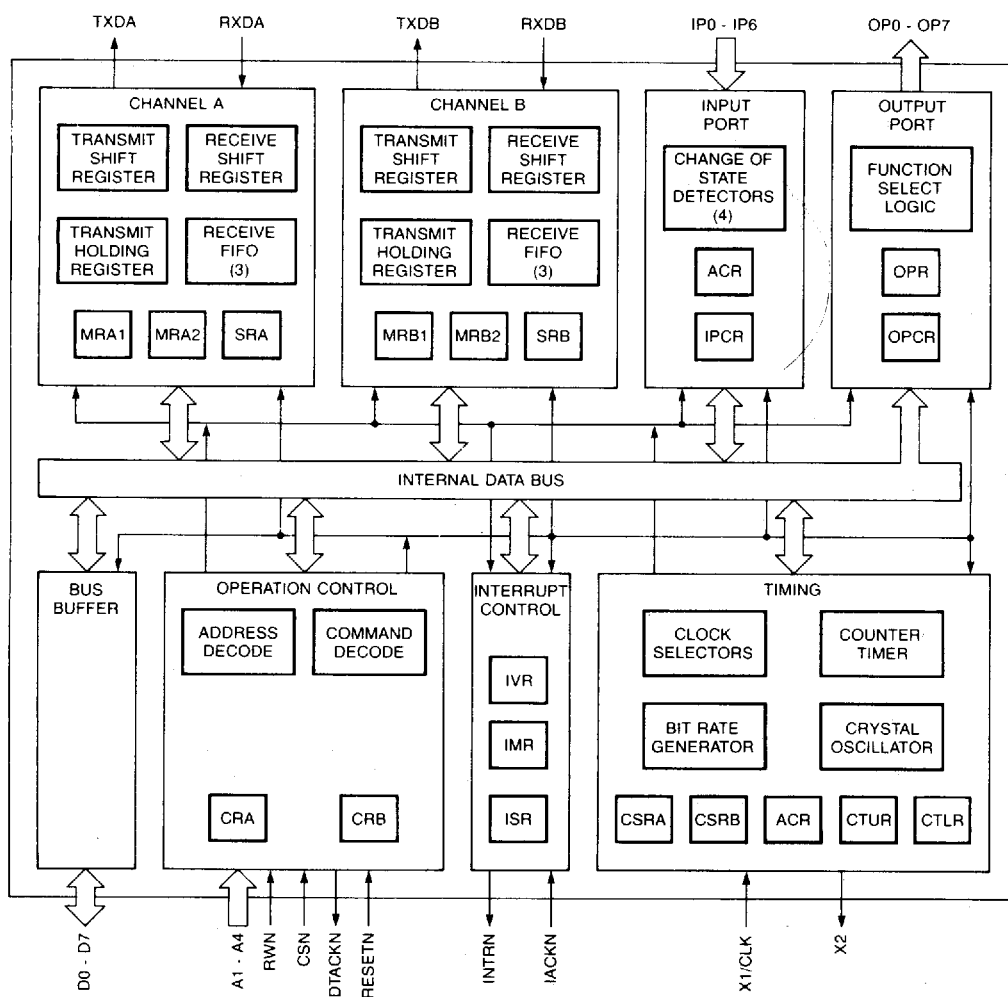 TXDA
RXDA
TXDB
RXDB
IP0 - IP6
OP0 - OP7
CHANNEL A
TRANSMIT
SHIFT
REGISTER
RECEIVE
SHIFT
REGISTER
TRANSMIT
HOLDING
REGISTER
RECEIVE
FIFO
(3)
MRA1
MRA2
SRA
CHANNEL B
TRANSMIT
SHIFT
REGISTER
RECEIVE
SHIFT
REGISTER
TRANSMIT
HOLDING
REGISTER
RECEIVE
FIFO
(3)
MRB1
MRB2
SRB
INPUT
PORT
CHANGE OF
STATE
DETECTORS
(4)
ACR
IPCR
OUTPUT
PORT
FUNCTION
SELECT
LOGIC
OPR
OPCR
INTERNAL DATA BUS
BUS
BUFFER
OPERATION CONTROL
ADDRESS
DECODE
COMMAND
DECODE
CRA
CRB
INTERRUPT
CONTROL
IVR
IMR
ISR
TIMING
CLOCK
SELECTORS
COUNTER
TIMER
BIT RATE
GENERATOR
CRYSTAL
OSCILLATOR
CSRA
CSRB
ACR
CTUR
CTLR
D0 - D7
A1 - A4
RWN
CSN
DTACKN
RESETN
INTRN
IACKN
X1/CLK
X2